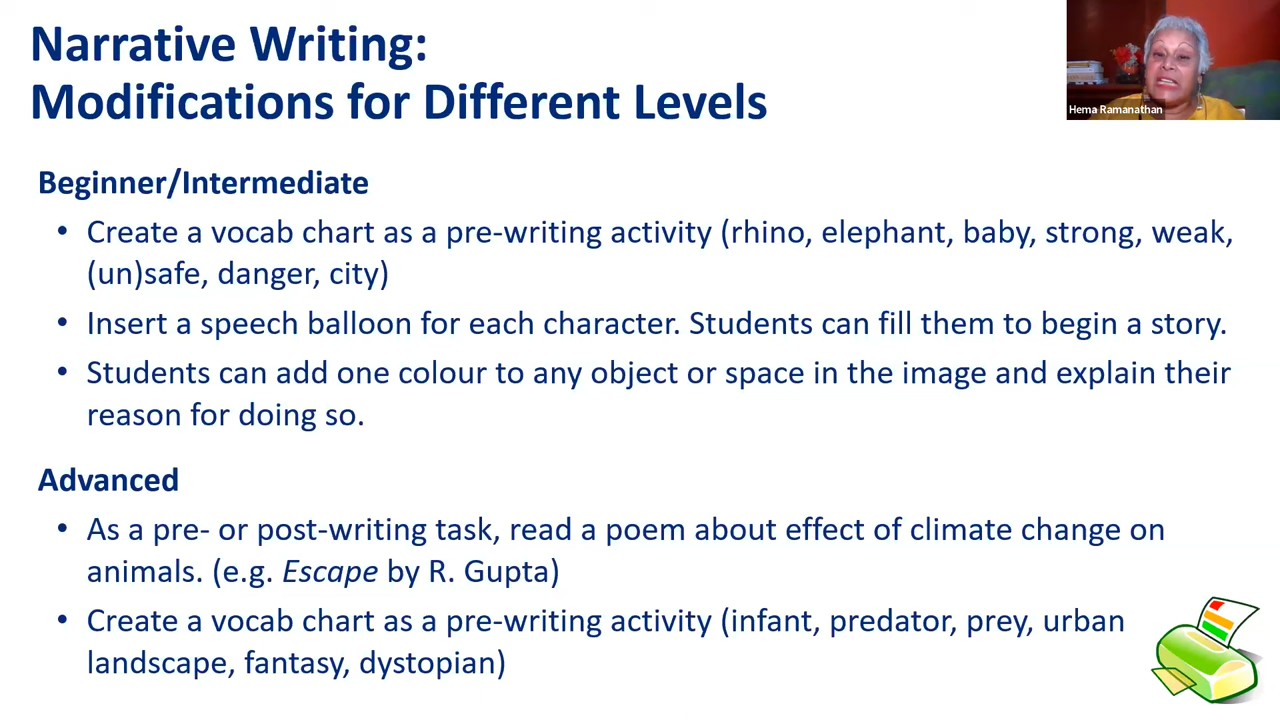 Narrative Writing:
Modifications for Different Levels
Hema Ramanathan
Beginner/Intermediate
• Create a vocab chart as a pre-writing activity (rhino, elephant, baby, strong, weak,
(un)safe, danger, city)
• Insert a speech balloon for each character. Students can fill them to begin a story.
• Students can add one colour to any object or space in the image and explain their
reason for doing so.
Advanced
• As a pre- or post-writing task, read a poem about effect of climate change on
animals. (e.g. Escape by R. Gupta)
• Create a vocab chart as a pre-writing activity (infant, predator, prey, urban
landscape, fantasy, dystopian)